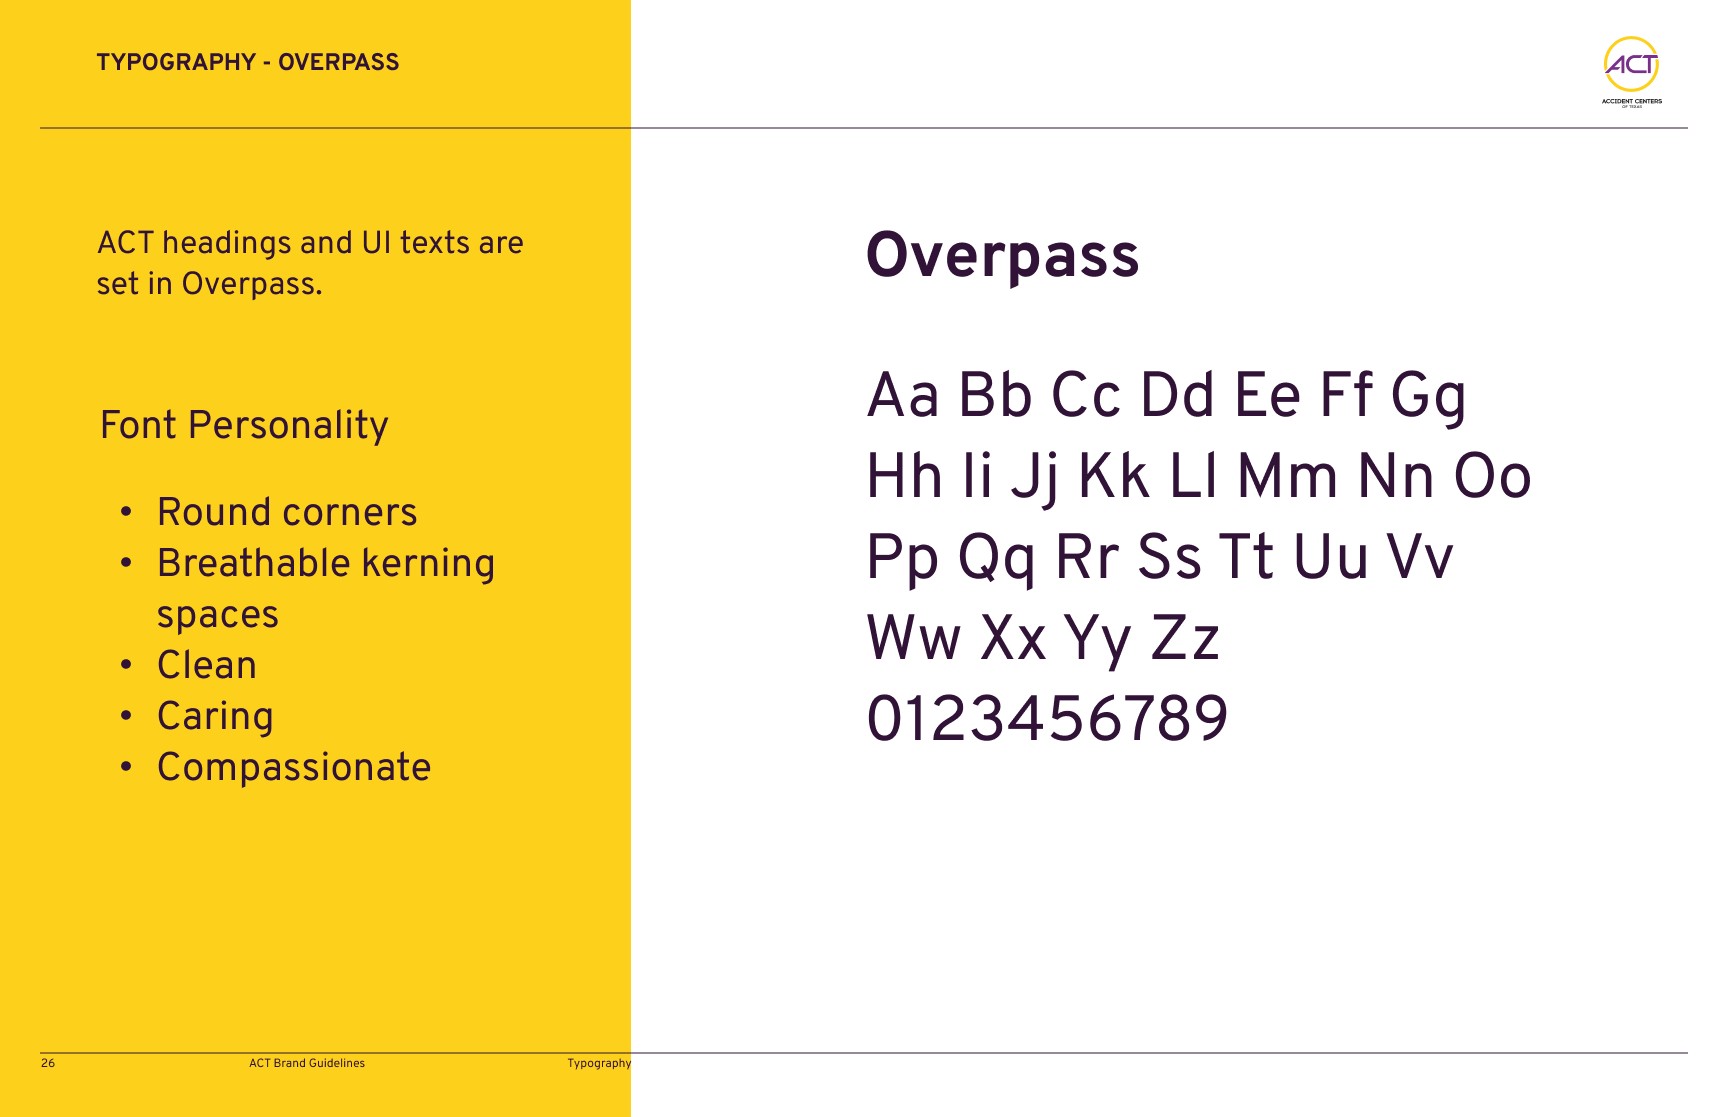 TYPOGRAPHY - OVERPASS
ACT
ACCIDENT CENTERS
OF TEXAS
ACT headings and UI texts are
set in Overpass.
Font Personality
• Round corners
• Breathable kerning
spaces
• Clean
• Caring
• Compassionate
Overpass
Aa Bb Cc Dd Ee Ff Gg
Hh Ii Jj Kk Ll Mm Nn Oo
Pp Qq Rr Ss Tt Uu Vv
Ww Xx Yy Zz
0123456789
26 ACT Brand Guidelines Typography